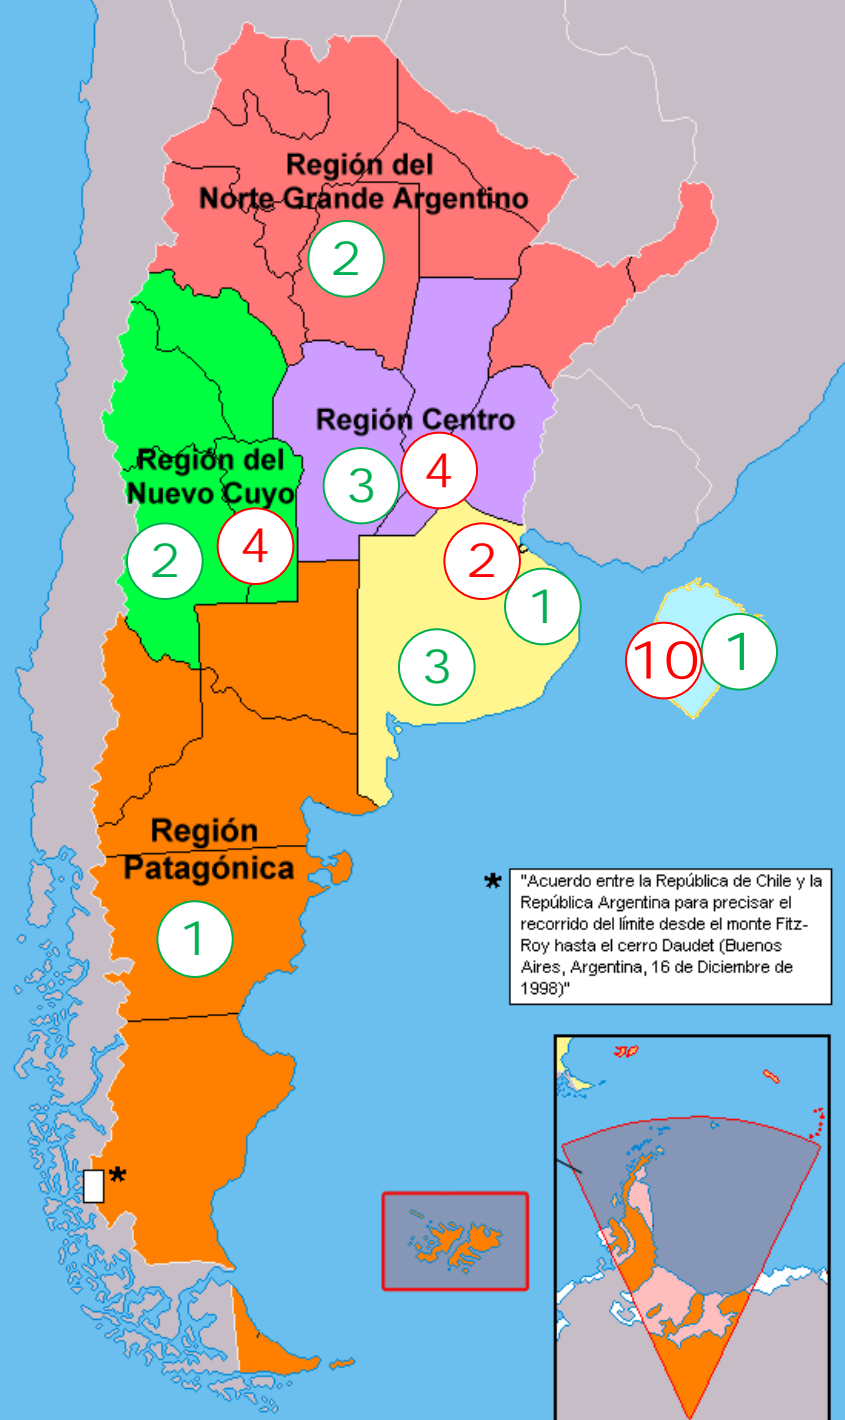 Región del
Norte Grande Argentino
2
Región Centro
3
4
Región del
Nuevo Cuyo
2
4
2
1
3
10
1
Región
Patagónica
1
*
* "Acuerdo entre la República de Chile y la
República Argentina para precisar el
recorrido del límite desde el monte Fitz-
Roy hasta el cerro Daudet (Buenos
Aires, Argentina, 16 de Diciembre de
1998)"